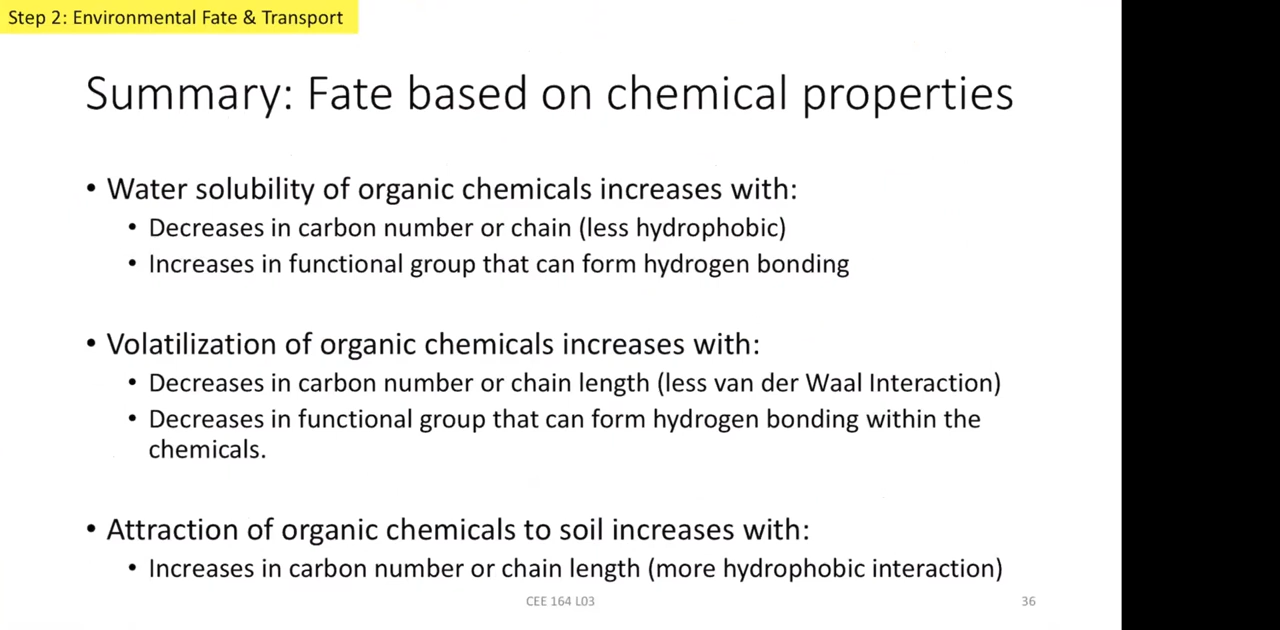 Step 2: Environmental Fate & Transport
Summary: Fate based on chemical properties
• Water solubility of organic chemicals increases with:
• Decreases in carbon number or chain (less hydrophobic)
• Increases in functional group that can form hydrogen bonding
• Volatilization of organic chemicals increases with:
• Decreases in carbon number or chain length (less van der Waal Interaction)
• Decreases in functional group that can form hydrogen bonding within the
chemicals.
• Attraction of organic chemicals to soil increases with:
• Increases in carbon number or chain length (more hydrophobic interaction)
CEE 164 L03
36